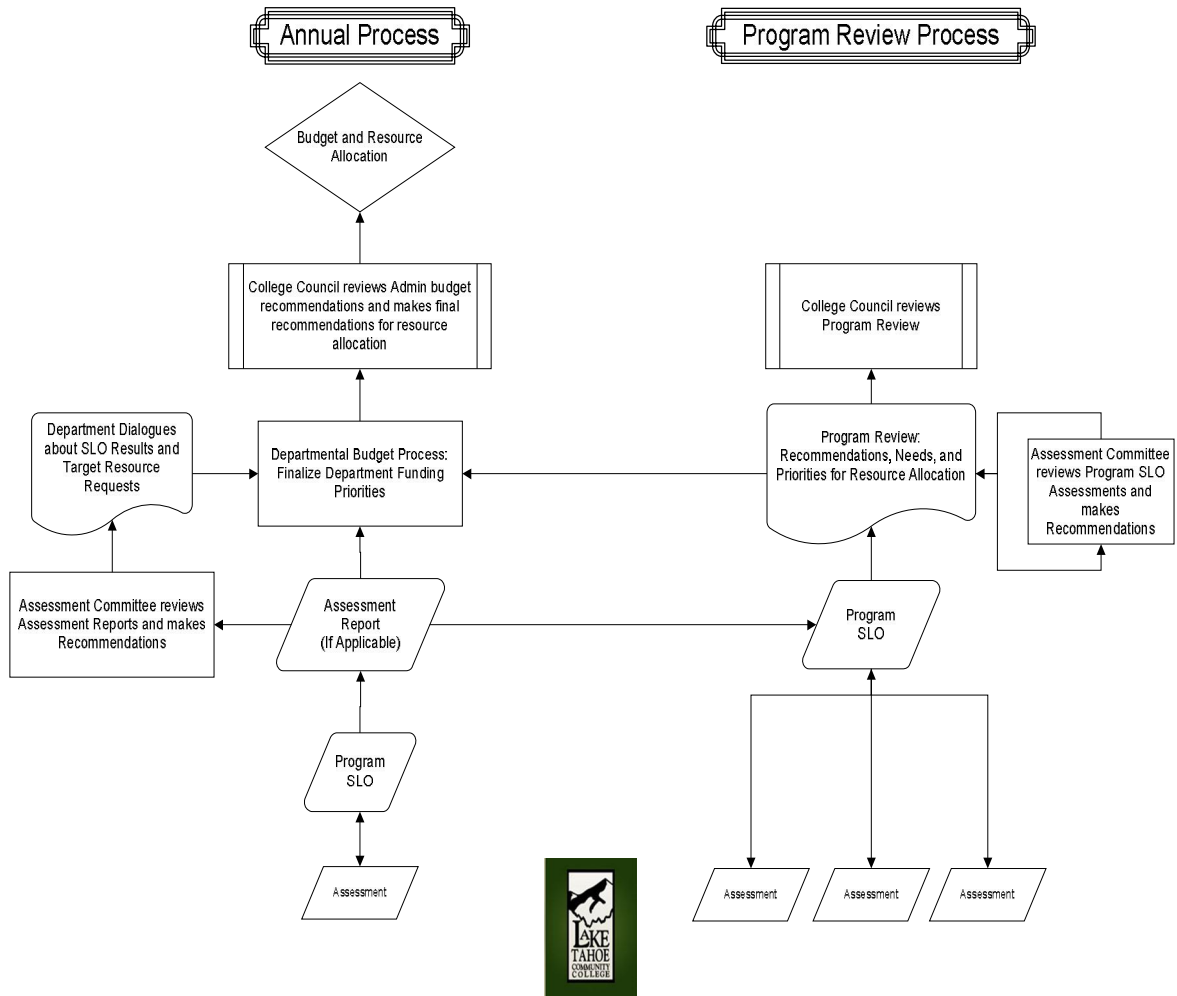 Annual Process
Program Review Process
Budget and Resource
Allocation
College Council reviews Admin budget
recommendations and makes final
recommendations for resource
allocation
College Council reviews
Program Review
Department Dialogues
about SLO Results and
Target Resource
Requests
Departmental Budget Process:
Finalize Department Funding
Priorities
Program Review:
Recommendations, Needs, and
Priorities for Resource Allocation
Assessment Committee
reviews Program SLO
Assessments and
makes
Recommendations
Assessment Committee reviews
Assessment Reports and makes
Recommendations
Assessment
Report
(If Applicable)
Program
SLO
Program
SLO
Assessment
Assessment
Assessment
Assessment
LAKE
TAHOE
COMMUNITY
COLLEGE